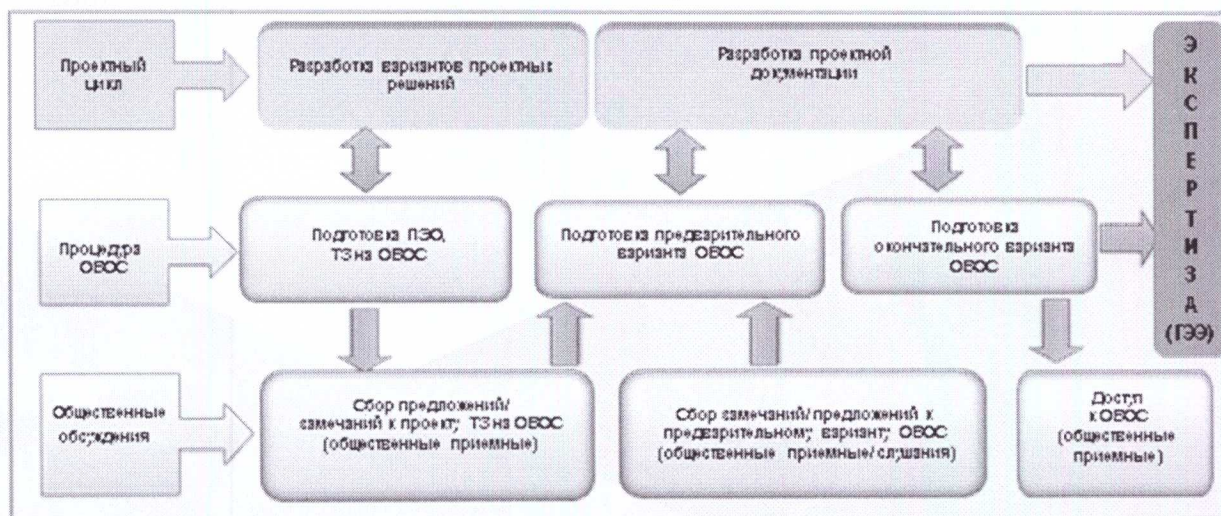 Проектный
цикл
Разработка вариантов проектных
решений
Разработка проектной
документации
ЭКСПЕРТИЗА
(ГЭЭ)
Процедура
ОВОС
Подготовка ПЗО,
ТЗ на ОВОС
Подготовка предварительного
варианта ОВОС
Подготовка
окончательного варианта
ОВОС
Общественные
обсуждения
Сбор предложений/
замечаний к проекту ТЗ на ОВОС
(общественные приемные)
Сбор замечаний/предложений к
предварительному варианту ОВОС
(общественные приемные/слушания)
Доступ
к ОВОС
(общественные
приемные)